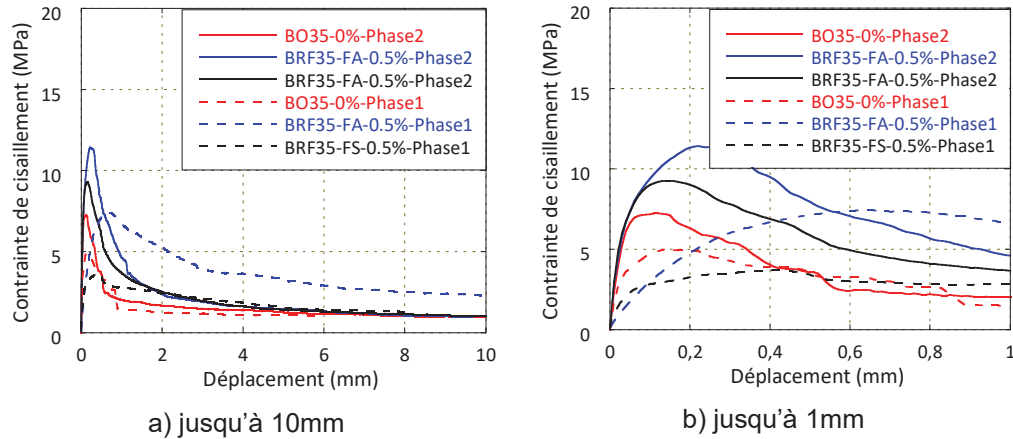 Contrainte de cisaillement (MPa)
20
15
10
5
0
BO35-0%-Phase2
BRF35-FA-0.5%-Phase2
BRF35-FA-0.5%-Phase2
BO35-0%-Phase1
BRF35-FA-0.5%-Phase1
BRF35-FS-0.5%-Phase1
0 2 4 6 8 10
Déplacement (mm)
a) jusqu'à 10mm
Contrainte de cisaillement (MPa)
20
15
10
5
0
BO35-0%-Phase2
BRF35-FA-0.5%-Phase2
BRF35-FA-0.5%-Phase2
BO35-0%-Phase1
BRF35-FA-0.5%-Phase1
BRF35-FS-0.5%-Phase1
0 0,2 0,4 0,6 0,8 1
Déplacement (mm)
b) jusqu'à 1mm